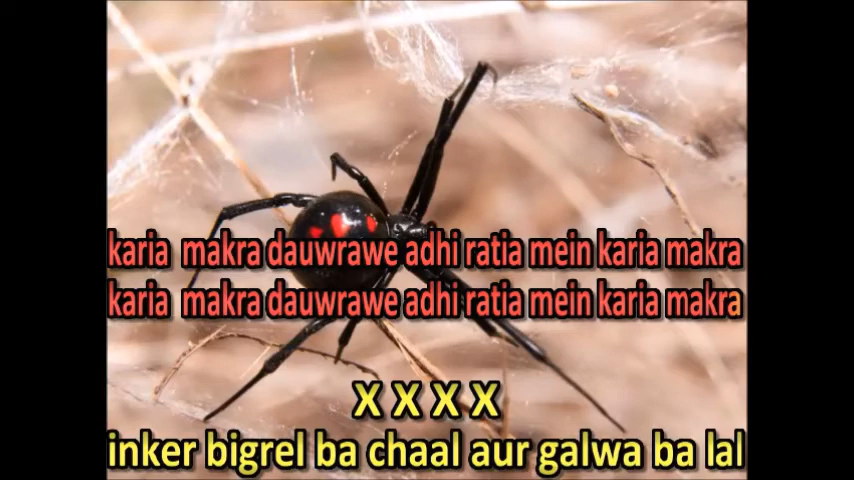 karia makra dauwrawe adhi ratia mein karia makra
karia makra dauwrawe adhi ratia mein karia makra
X X X X
inker bigrel ba chaal aur galwa ba lal